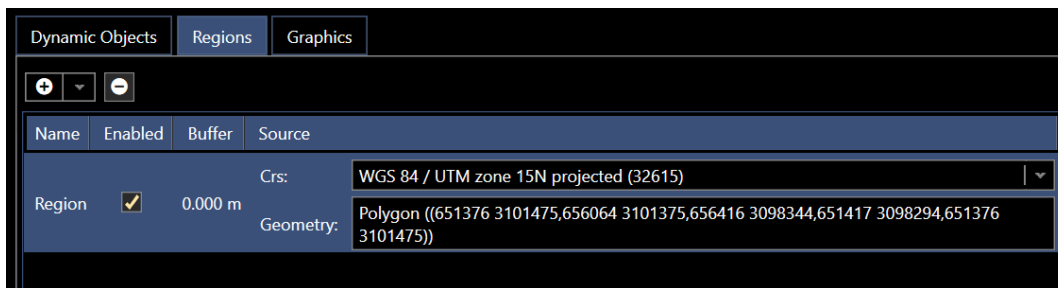 Dynamic Objects Regions Graphics
Name Enabled Buffer Source
Crs: WGS 84 / UTM zone 15N projected (32615)
Region 0.000 m
Geometry: Polygon ((651376 3101475,656064 3101375,656416 3098344,651417 3098294,651376
3101475))